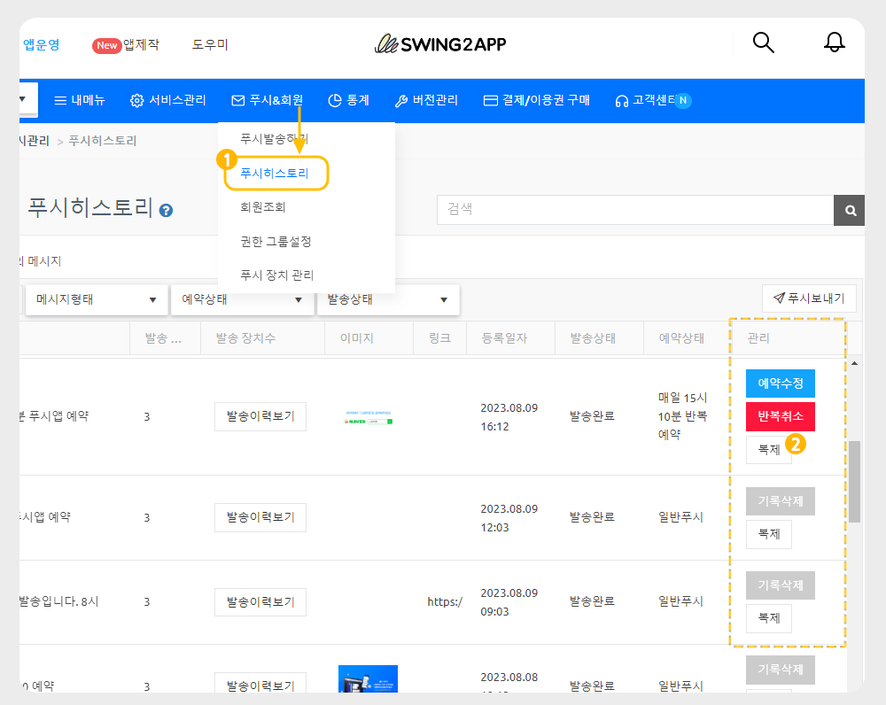 앱운영
New 앱제작
도우미
SWING2APP
내메뉴
서비스관리
푸시&회원
통계
버전관리
결제/이용권 구매
고객센터 N
시관리 > 푸시히스토리
푸시발송하기
1
푸시히스토리
회원조회
권한 그룹설정
푸시 장치 관리
푸시히스토리 ?
검색
메시지
메시지형태 ▼
예약상태 ▼
발송상태 ▼
푸시보내기
발송 ...
발송 장치수
이미지
링크
등록일자
발송상태
예약상태
관리
푸시앱 예약
3
발송이력보기
NAVER
2023.08.09
16:12
발송완료
매일 15시
10분 반복
예약
예약수정
반복취소
복제
2
시앱 예약
3
발송이력보기
2023.08.09
12:03
발송완료
일반푸시
기록삭제
복제
발송입니다. 8시
3
발송이력보기
https:/
2023.08.09
09:03
발송완료
일반푸시
기록삭제
복제
예약
3
발송이력보기
2023.08.08
발송완료
일반푸시
기록삭제